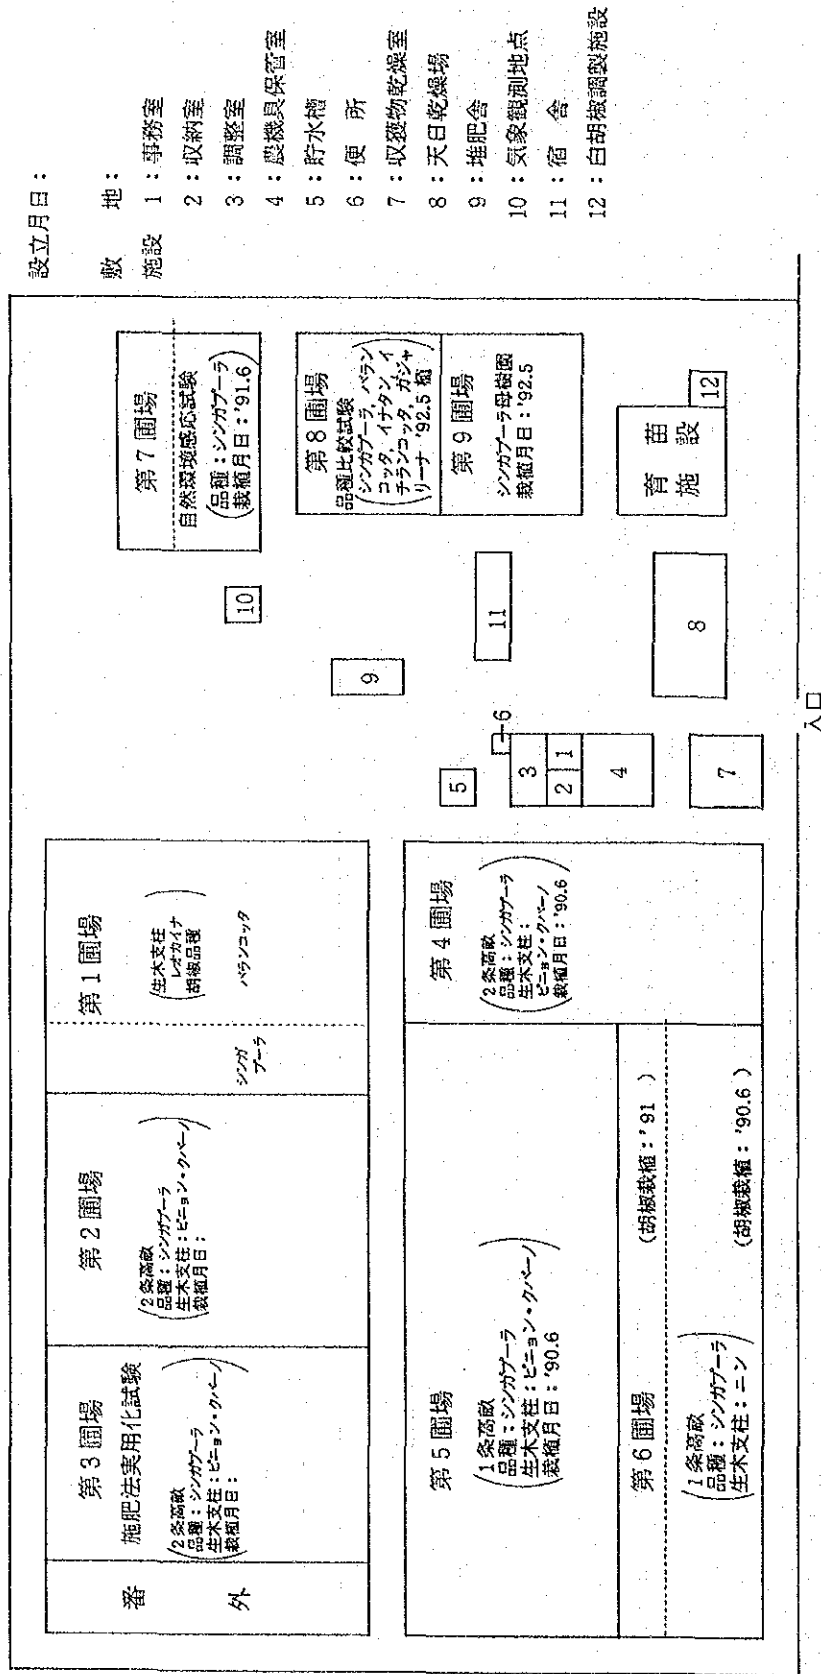 設立月日：
敷　地：
施設　1：事務室
2：収納室
3：調整室
4：農機具保管室
5：貯水槽
6：便　所
7：収獲物乾燥室
8：天日乾燥場
9：堆肥舎
10：気象観測地点
11：宿　舎
12：白胡椒調製施設
番
外
第3圃場
施肥法実用化試験
2条高畝
品種：シンガプーラ
生木支柱：ピニョン・クバーノ
栽植月日：
第2圃場
2条高畝
品種：シンガプーラ
生木支柱：ピニョン・クバーノ
栽植月日：
第1圃場
生木支柱
レオカイナ
胡椒品種
シンガ
プーラ
バランコッタ
第7圃場
自然環境感応試験
(品種：シンガプーラ
栽植月日：'91.6)
10
9
第8圃場
品種比較試験
(シンガプーラ, バラン
コッタ, イナタン, イ
チランコッタ, ガジャ
リーナ '92.5 植)
第9圃場
シンガプーラ母樹園
栽植月日：'92.5
第5圃場
1条高畝
品種：シンガプーラ
生木支柱：ピニョン・クバーノ
栽植月日：'90.6
第4圃場
2条高畝
品種：シンガプーラ
生木支柱：
ピニョン・クバーノ
栽植月日：'90.6
第6圃場
(胡椒栽植：'91 )
1条高畝
品種：シンガプーラ
生木支柱：ニン
(胡椒栽植：'90.6 )
5
6
3
2
1
4
7
11
8
育　苗
施　設
12
入口